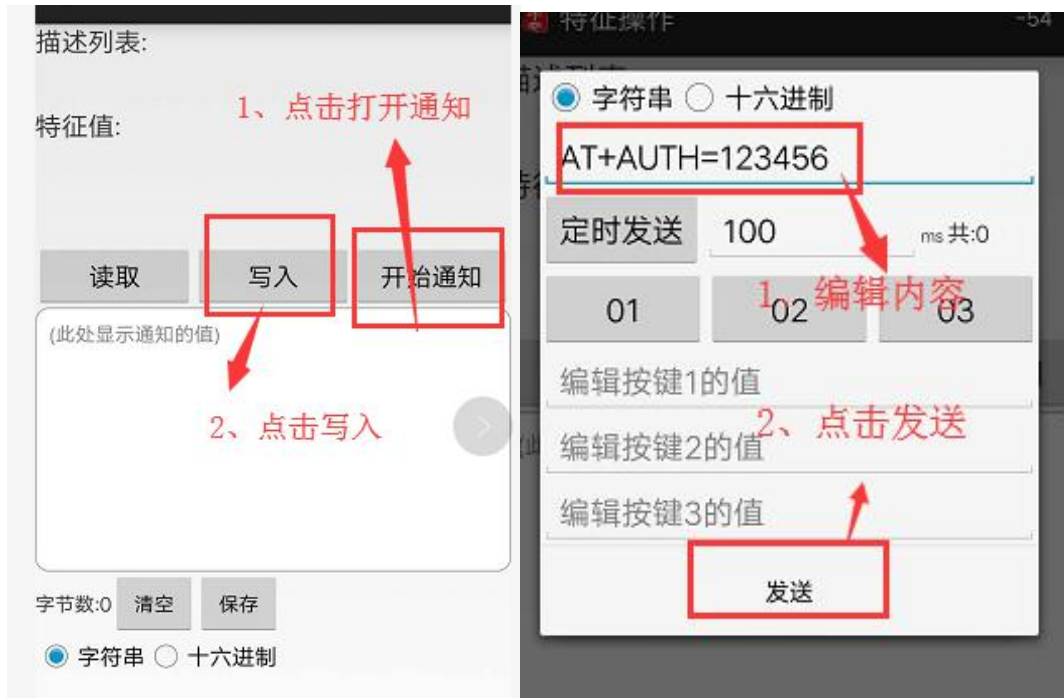 描述列表:
1、点击打开通知
特征值:
读取
写入
开始通知
(此处显示通知的值)
2、点击写入
字节数:0
清空
保存
字符串
十六进制
特征操作
-54
字符串
十六进制
AT+AUTH=123456
定时发送
100
ms 共:0
1、编辑内容
01
02
03
编辑按键1的值
2、点击发送
编辑按键2的值
编辑按键3的值
发送